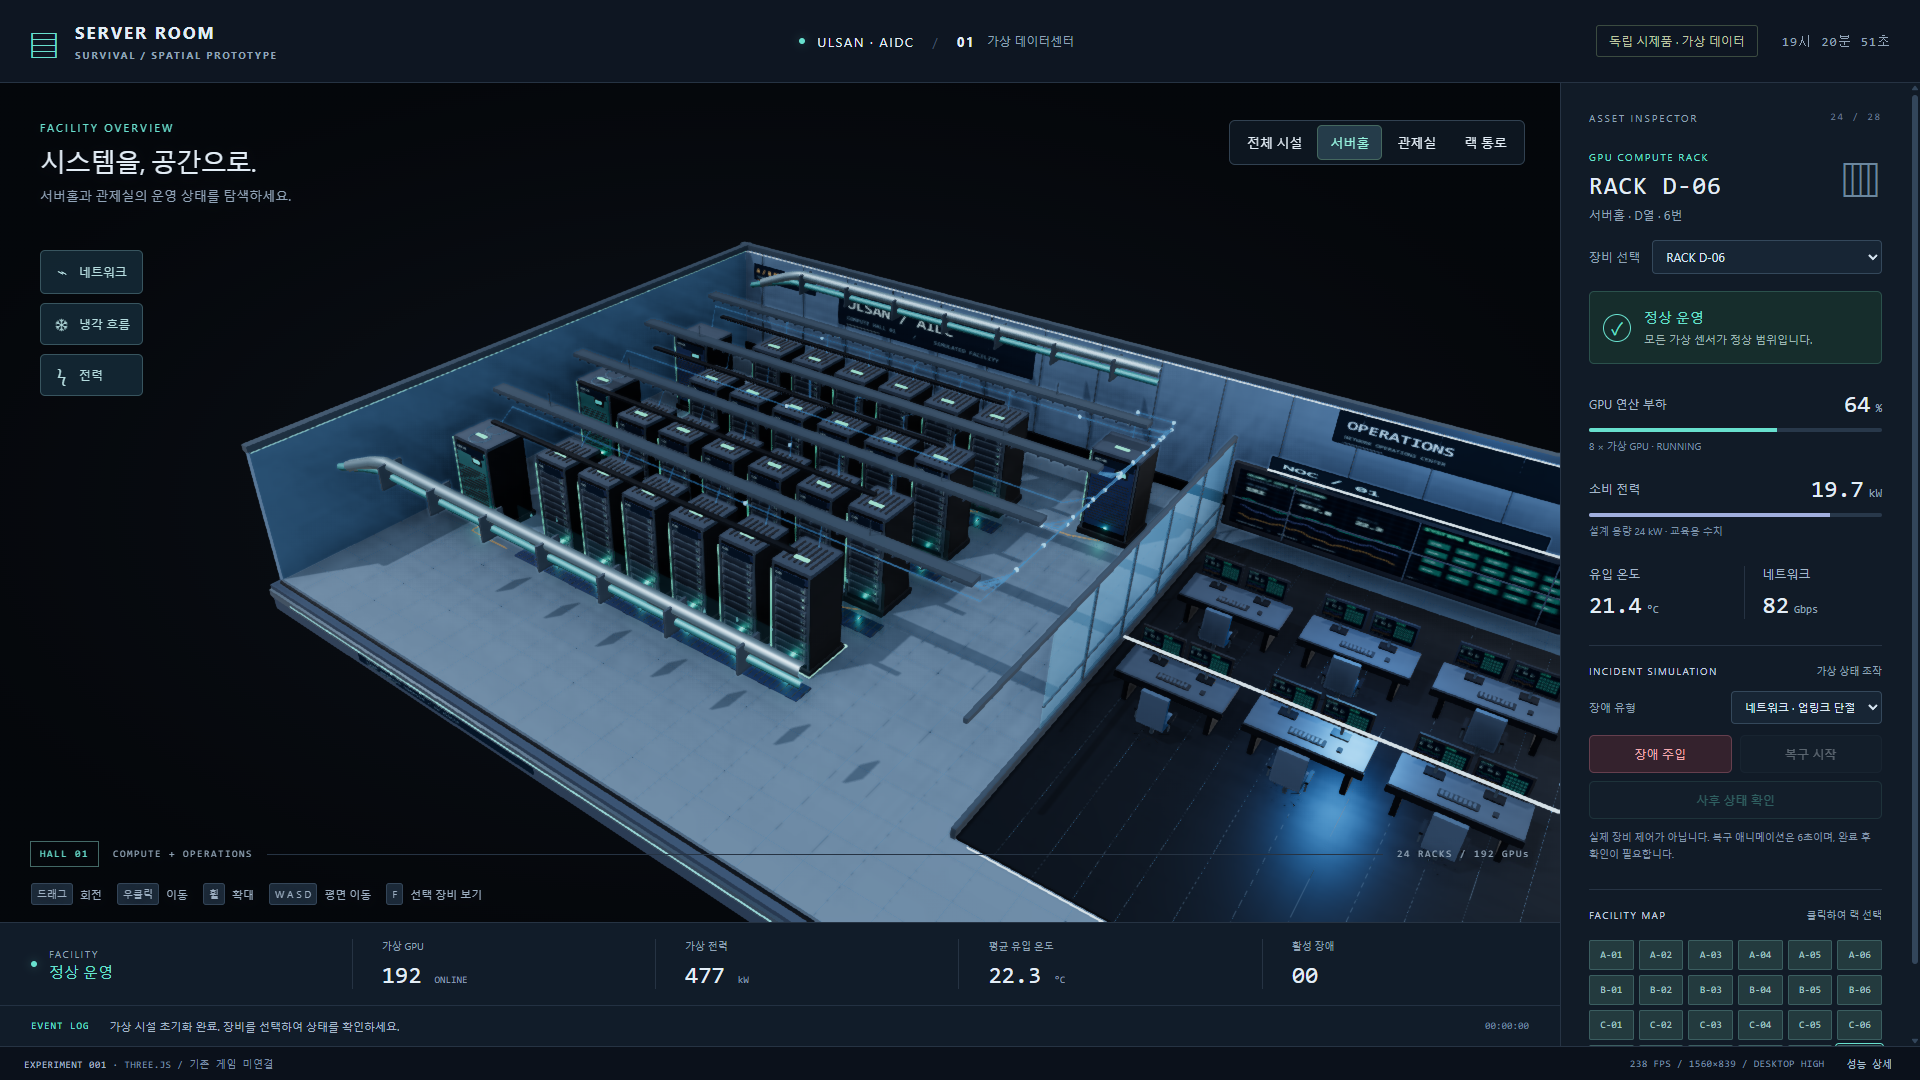 SERVER ROOM
SURVIVAL / SPATIAL PROTOTYPE
ULSAN · AIDC / 01 가상 데이터센터
독립 시제품 · 가상 데이터
19시 20분 51초
FACILITY OVERVIEW
시스템을, 공간으로.
서버홀과 관제실의 운영 상태를 탐색하세요.
전체 시설 서버홀 관제실 랙 통로
네트워크
냉각 흐름
전력
ULSAN / AIDC
COMPUTE HALL 01 / SIMULATED FACILITY
OPERATIONS
NETWORK OPERATIONS CENTER
NOC / 01
HALL 01 COMPUTE + OPERATIONS
24 RACKS / 192 GPUs
드래그 회전 우클릭 이동 휠 확대 WASD 평면 이동 F 선택 장비 보기
FACILITY
정상 운영
가상 GPU
192 ONLINE
가상 전력
477 kW
평균 유입 온도
22.3 °C
활성 장애
00
EVENT LOG 가상 시설 초기화 완료. 장비를 선택하여 상태를 확인하세요.
00:00:00
ASSET INSPECTOR 24 / 28
GPU COMPUTE RACK
RACK D-06
서버홀 · D열 · 6번
장비 선택 RACK D-06
정상 운영
모든 가상 센서가 정상 범위입니다.
GPU 연산 부하 64 %
8 × 가상 GPU · RUNNING
소비 전력 19.7 kW
설계 용량 24 kW · 교육용 수치
유입 온도 네트워크
21.4 °C 82 Gbps
INCIDENT SIMULATION 가상 상태 조작
장애 유형 네트워크 · 업링크 단절
장애 주입 복구 시작
사후 상태 확인
실제 장비 제어가 아닙니다. 복구 애니메이션은 6초이며, 완료 후
확인이 필요합니다.
FACILITY MAP 클릭하여 랙 선택
A-01 A-02 A-03 A-04 A-05 A-06
B-01 B-02 B-03 B-04 B-05 B-06
C-01 C-02 C-03 C-04 C-05 C-06
EXPERIMENT 001 · THREE.JS / 기존 게임 미연결
238 FPS / 1560×839 / DESKTOP HIGH 성능 상세